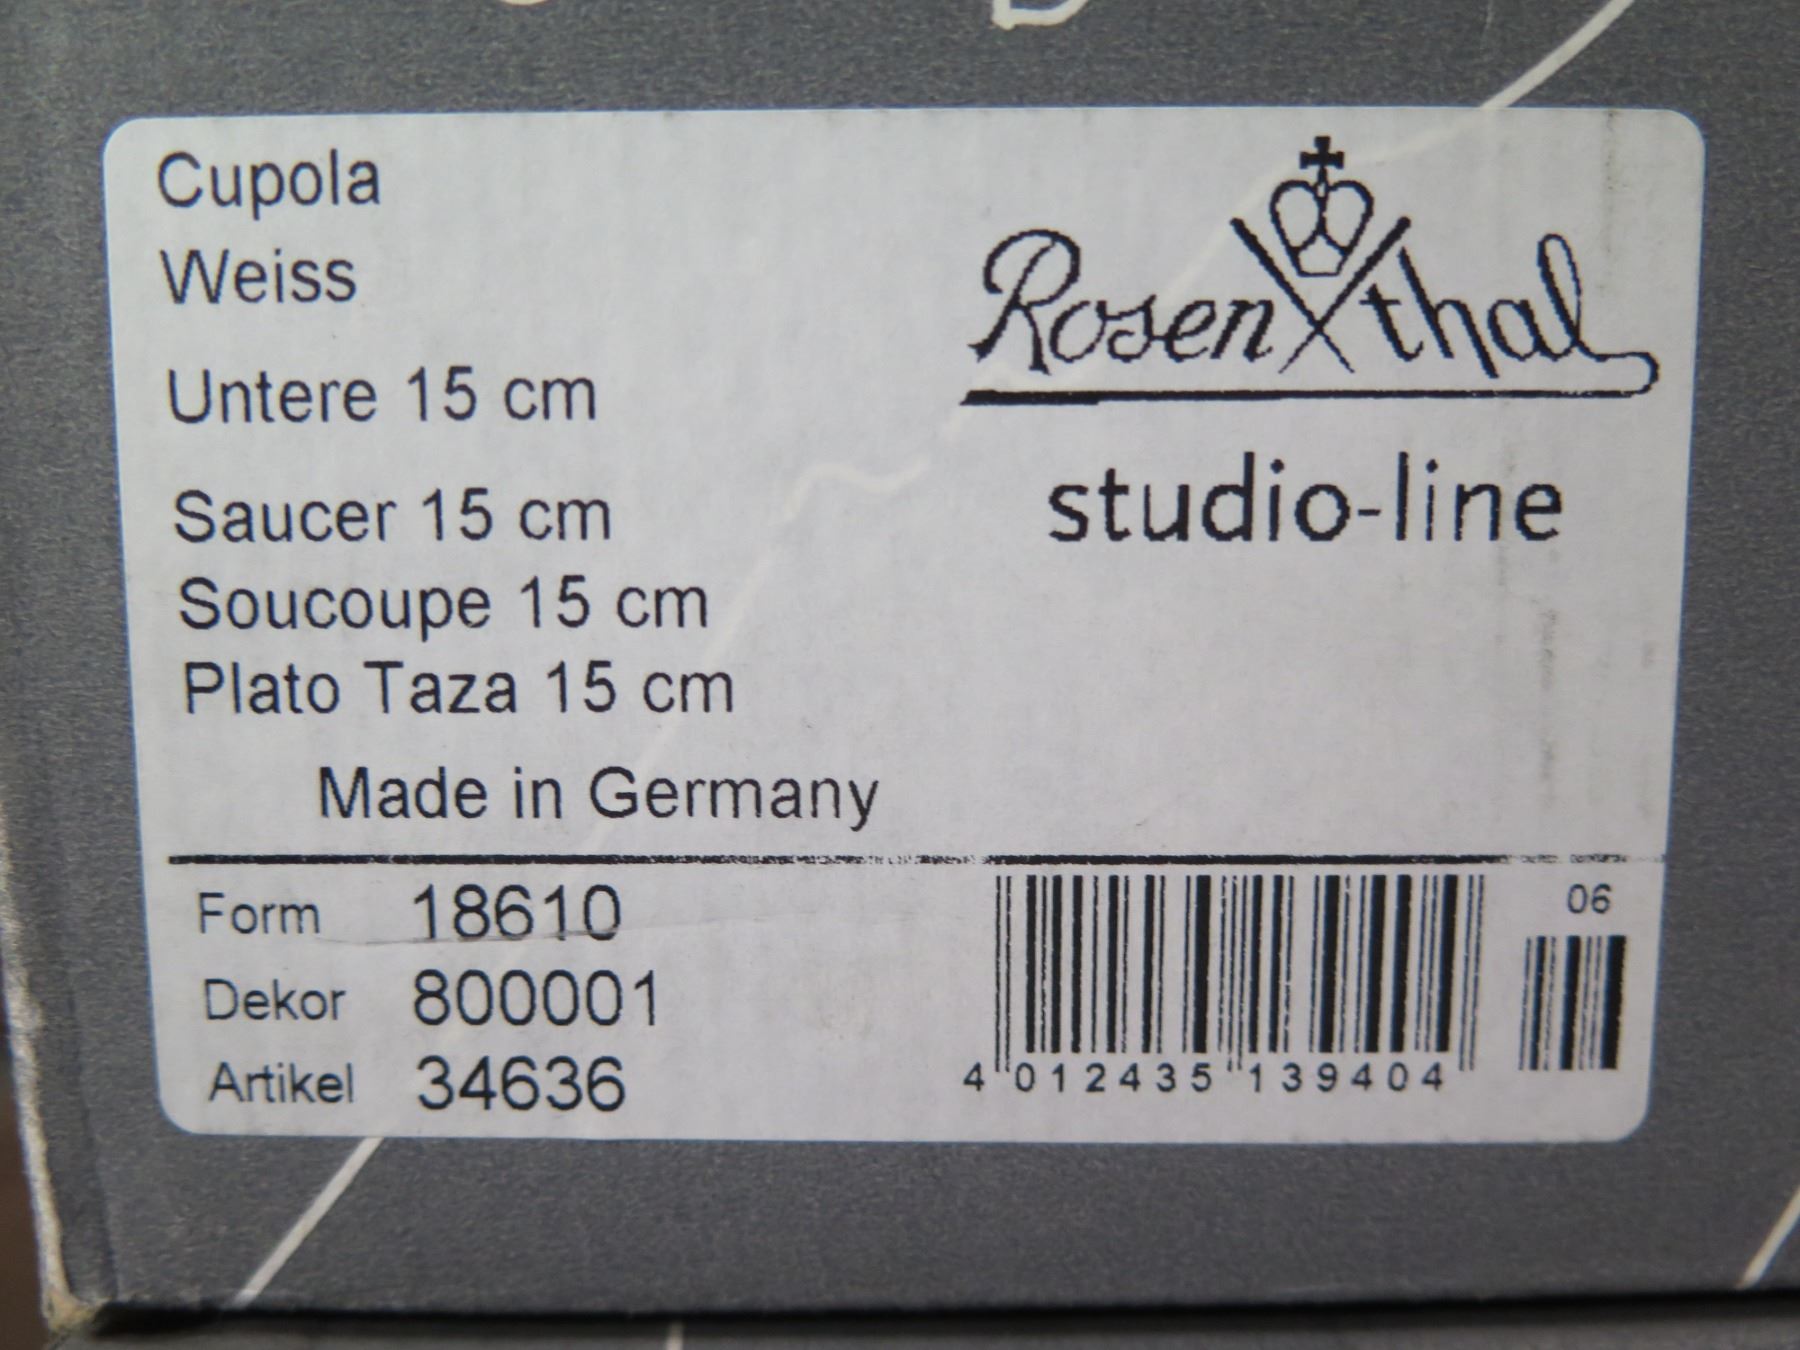 Cupola
Weiss
Untere 15 cm
Saucer 15 cm
Soucoupe 15 cm
Plato Taza 15 cm
Made in Germany
Rosenthal
studio-line
Form 18610
Dekor 800001
Artikel 34636
06
4 012435 139404